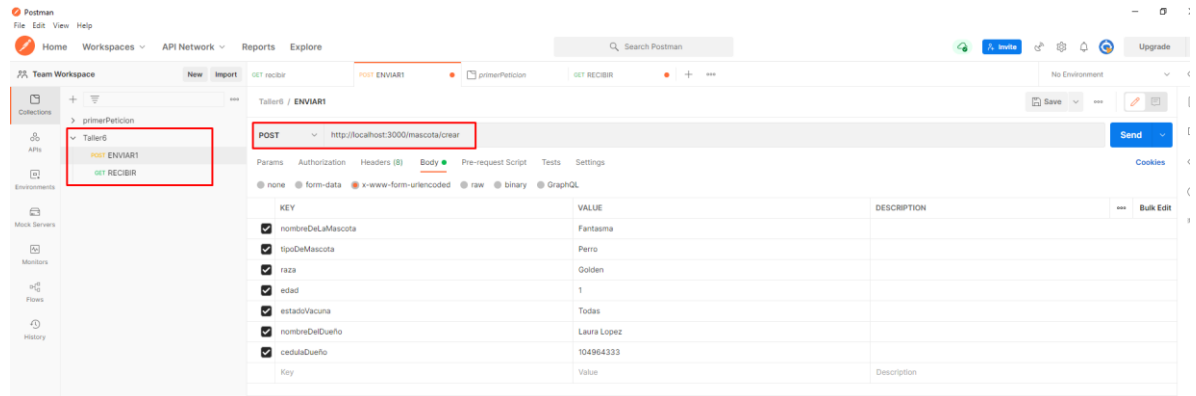 Postman
File Edit View Help
Home Workspaces API Network Reports Explore Search Postman Invite Upgrade
Team Workspace New Import GET recibir POST ENVIAR1 primerPeticion GET RECIBIR No Environment
Collections
APIs
Environments
Mock Servers
Monitors
Flows
History
primerPeticion
Taller6
POST ENVIAR1
GET RECIBIR
Taller6 / ENVIAR1 Save
POST http://localhost:3000/mascota/crear Send
Params Authorization Headers (8) Body Pre-request Script Tests Settings Cookies
none form-data x-www-form-urlencoded raw binary GraphQL
KEY VALUE DESCRIPTION Bulk Edit
nombreDeLaMascota Fantasma
tipoDeMascota Perro
raza Golden
edad 1
estadoVacuna Todas
nombreDelDueño Laura Lopez
cedulaDueño 104964333
Key Value Description